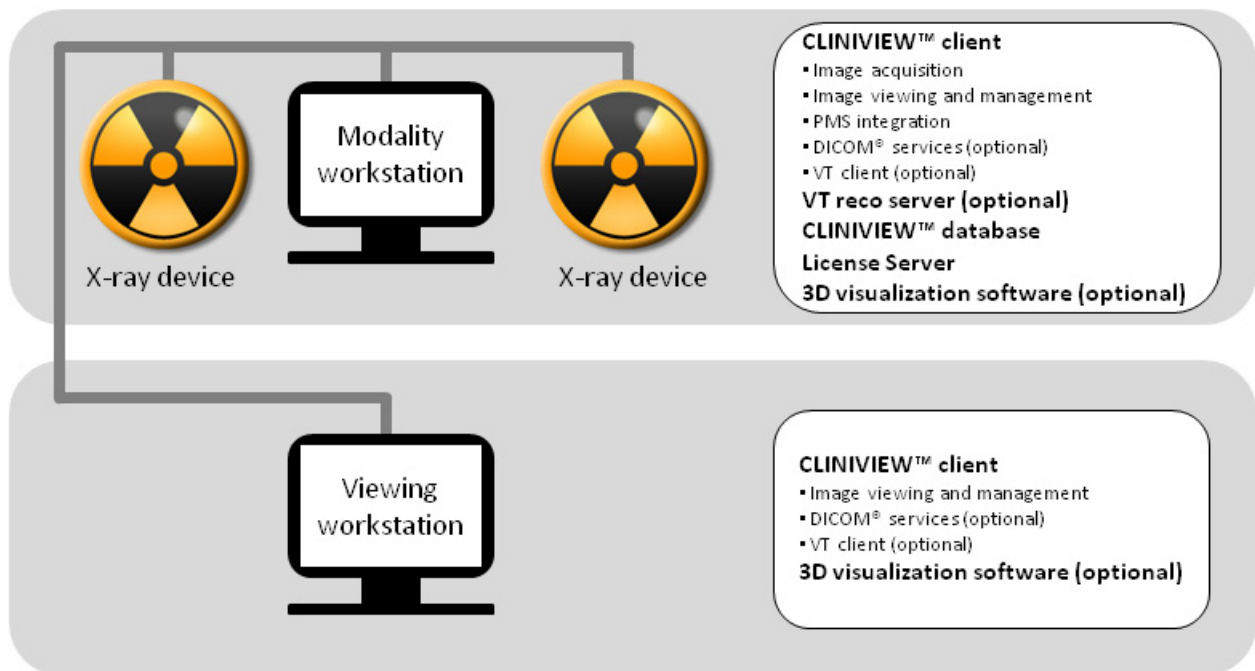 Modality
workstation
X-ray device
X-ray device
CLINIVIEW™ client
▪ Image acquisition
▪ Image viewing and management
▪ PMS integration
▪ DICOM® services (optional)
▪ VT client (optional)
VT reco server (optional)
CLINIVIEW™ database
License Server
3D visualization software (optional)
Viewing
workstation
CLINIVIEW™ client
▪ Image viewing and management
▪ DICOM® services (optional)
▪ VT client (optional)
3D visualization software (optional)